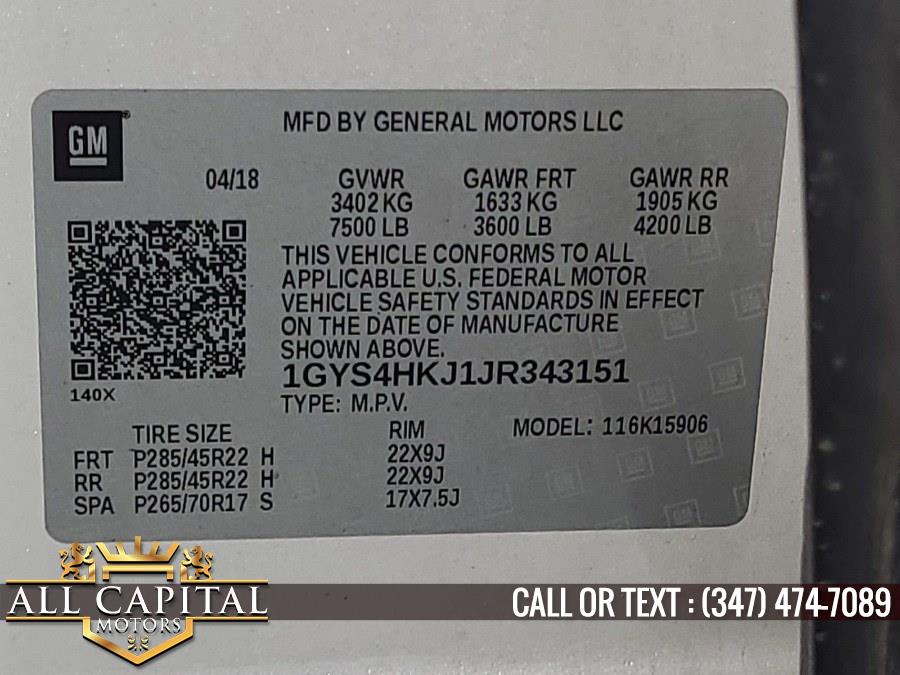 GM
MFD BY GENERAL MOTORS LLC
04/18 GVWR GAWR FRT GAWR RR
3402 KG 1633 KG 1905 KG
7500 LB 3600 LB 4200 LB
THIS VEHICLE CONFORMS TO ALL
APPLICABLE U.S. FEDERAL MOTOR
VEHICLE SAFETY STANDARDS IN EFFECT
ON THE DATE OF MANUFACTURE
SHOWN ABOVE.
1GYS4HKJ1JR343151
140X
TYPE: M.P.V.
TIRE SIZE RIM MODEL: 116K15906
FRT P285/45R22 H 22X9J
RR P285/45R22 H 22X9J
SPA P265/70R17 S 17X7.5J
ALL CAPITAL
MOTORS
CALL OR TEXT : (347) 474-7089